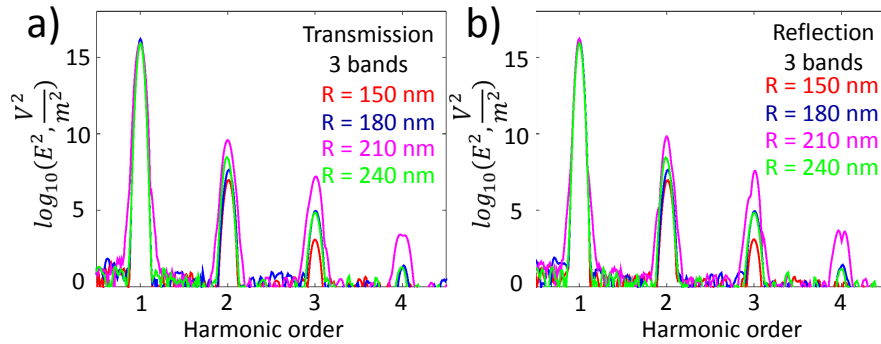 a)
Transmission
3 bands
R = 150 nm
R = 180 nm
R = 210 nm
R = 240 nm
15
10
5
0
log₁₀(E², V²/m²)
1 2 3 4
Harmonic order
b)
Reflection
3 bands
R = 150 nm
R = 180 nm
R = 210 nm
R = 240 nm
15
10
5
0
log₁₀(E², V²/m²)
1 2 3 4
Harmonic order